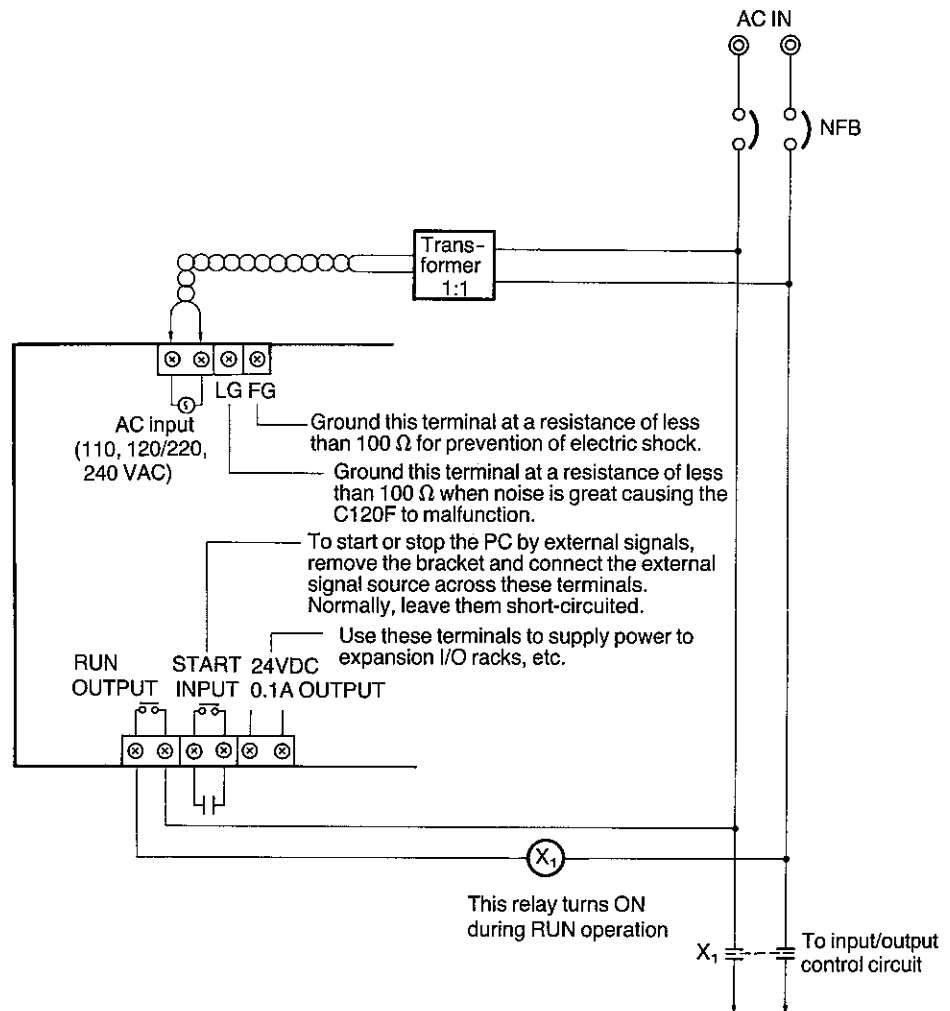 AC IN
NFB
Trans-
former
1:1
LG FG
AC input
(110, 120/220,
240 VAC)
Ground this terminal at a resistance of less
than 100 Ω for prevention of electric shock.
Ground this terminal at a resistance of less
than 100 Ω when noise is great causing the
C120F to malfunction.
To start or stop the PC by external signals,
remove the bracket and connect the external
signal source across these terminals.
Normally, leave them short-circuited.
Use these terminals to supply power to
expansion I/O racks, etc.
RUN
OUTPUT
START
INPUT
24VDC
0.1A OUTPUT
X₁
This relay turns ON
during RUN operation
X₁
To input/output
control circuit